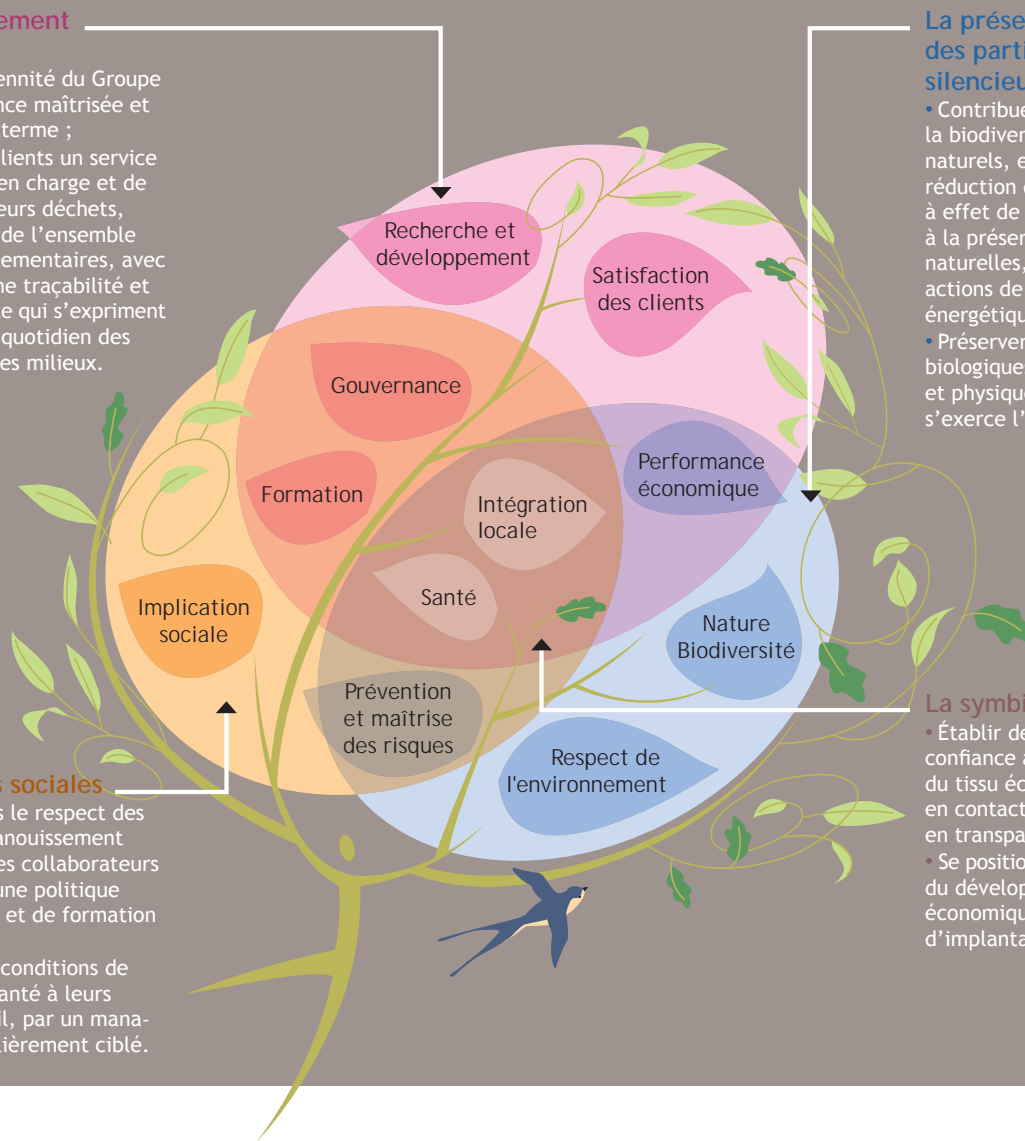 ement
ennité du Groupe
nce maîtrisée et
terme ;
lients un service
en charge et de
eurs déchets,
de l'ensemble
ementaires, avec
ne traçabilité et
ce qui s'expriment
quotidien des
es milieux.
Recherche et
développement
Satisfaction
des clients
Gouvernance
Formation
Performance
économique
Intégration
locale
Santé
Implication
sociale
Nature
Biodiversité
Prévention
et maîtrise
des risques
Respect de
l'environnement
La prése
des parti
silencieu
• Contribue
la biodiver
naturels, e
réduction
à effet de
à la préser
naturelles,
actions de
énergétiqu
• Préserver
biologiques
et physique
s'exerce l'
s sociales
s le respect des
anouissement
es collaborateurs
une politique
et de formation
conditions de
anté à leurs
il, par un mana-
lièrement ciblé.
La symbi
• Établir de
confiance a
du tissu éc
en contact
en transpa
• Se positio
du dévelop
économiqu
d'implanta